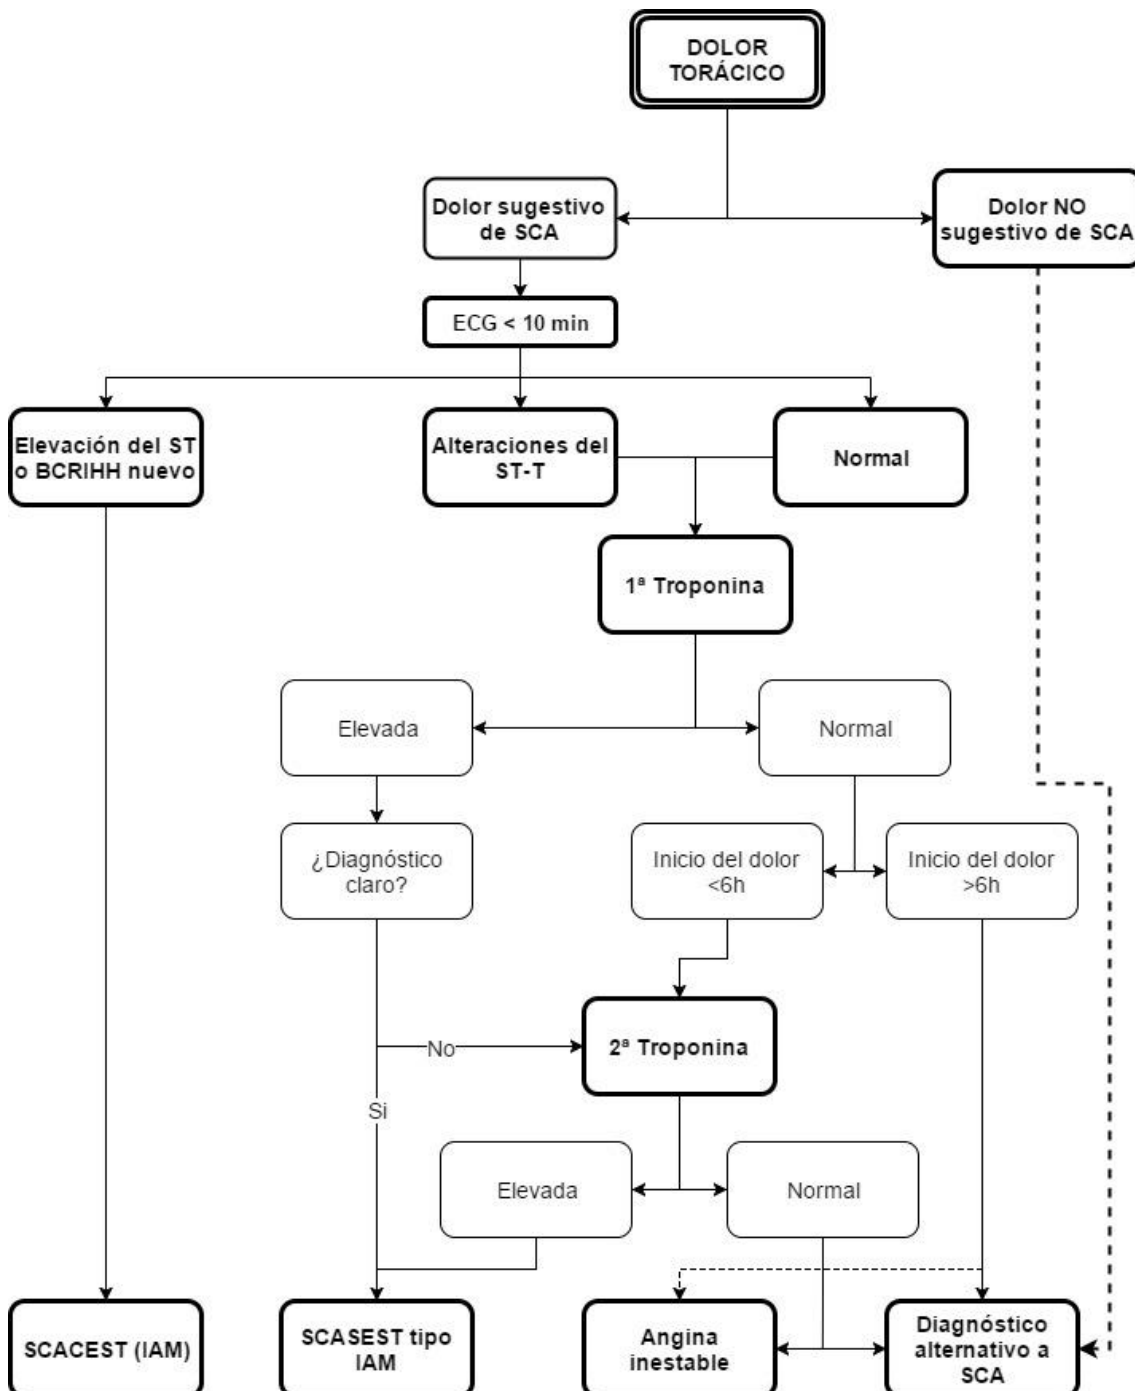 DOLOR
TORÁCICO
Dolor sugestivo
de SCA
Dolor NO
sugestivo de SCA
ECG < 10 min
Elevación del ST
o BCRIHH nuevo
Alteraciones del
ST-T
Normal
1ª Troponina
Elevada
Normal
¿Diagnóstico
claro?
Inicio del dolor
<6h
Inicio del dolor
>6h
2ª Troponina
No
Si
Elevada
Normal
SCACEST (IAM)
SCASEST tipo
IAM
Angina
inestable
Diagnóstico
alternativo a
SCA